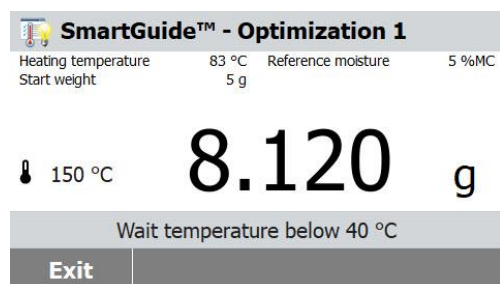 SmartGuide™ - Optimization 1
Heating temperature 83 °C Reference moisture 5 %MC
Start weight 5 g
150 °C 8.120 g
Wait temperature below 40 °C
Exit